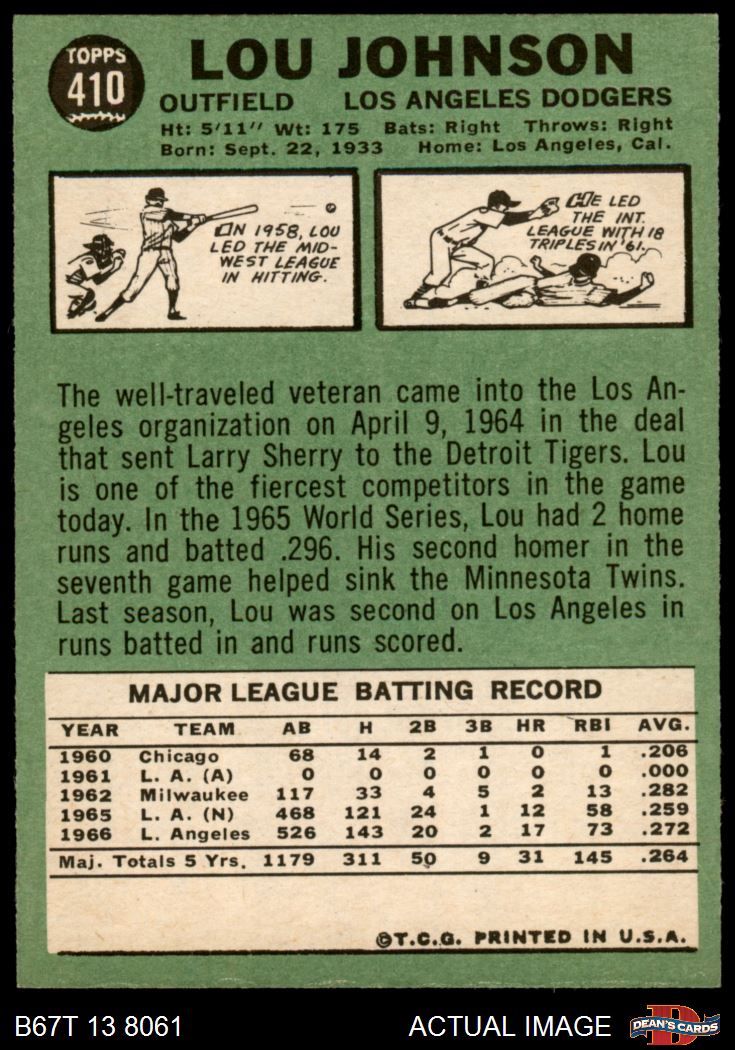 TOPPS
410
LOU JOHNSON
OUTFIELD LOS ANGELES DODGERS
Ht: 5'11" Wt: 175 Bats: Right Throws: Right
Born: Sept. 22, 1933 Home: Los Angeles, Cal.
IN 1958, LOU
LED THE MID-
WEST LEAGUE
IN HITTING.
HE LED
THE INT.
LEAGUE WITH 18
TRIPLES IN '61.
The well-traveled veteran came into the Los An-
geles organization on April 9, 1964 in the deal
that sent Larry Sherry to the Detroit Tigers. Lou
is one of the fiercest competitors in the game
today. In the 1965 World Series, Lou had 2 home
runs and batted .296. His second homer in the
seventh game helped sink the Minnesota Twins.
Last season, Lou was second on Los Angeles in
runs batted in and runs scored.
MAJOR LEAGUE BATTING RECORD
YEAR TEAM AB H 2B 3B HR RBI AVG.
1960 Chicago 68 14 2 1 0 1 .206
1961 L. A. (A) 0 0 0 0 0 0 .000
1962 Milwaukee 117 33 4 5 2 13 .282
1965 L. A. (N) 468 121 24 1 12 58 .259
1966 L. Angeles 526 143 20 2 17 73 .272
Maj. Totals 5 Yrs. 1179 311 50 9 31 145 .264
©T.C.G. PRINTED IN U.S.A.
B67T 13 8061 ACTUAL IMAGE
DEAN'S CARDS